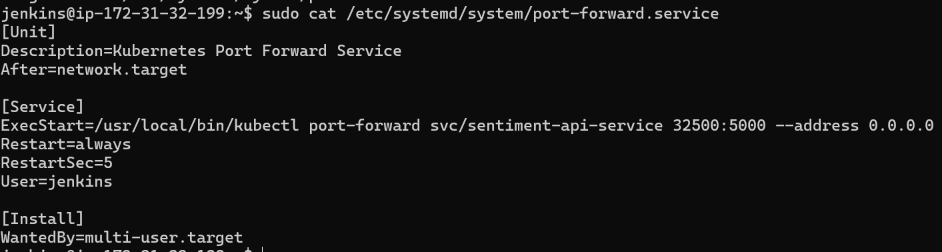 jenkins@ip-172-31-32-199:~$ sudo cat /etc/systemd/system/port-forward.service
[Unit]
Description=Kubernetes Port Forward Service
After=network.target

[Service]
ExecStart=/usr/local/bin/kubectl port-forward svc/sentiment-api-service 32500:5000 --address 0.0.0.0
Restart=always
RestartSec=5
User=jenkins

[Install]
WantedBy=multi-user.target